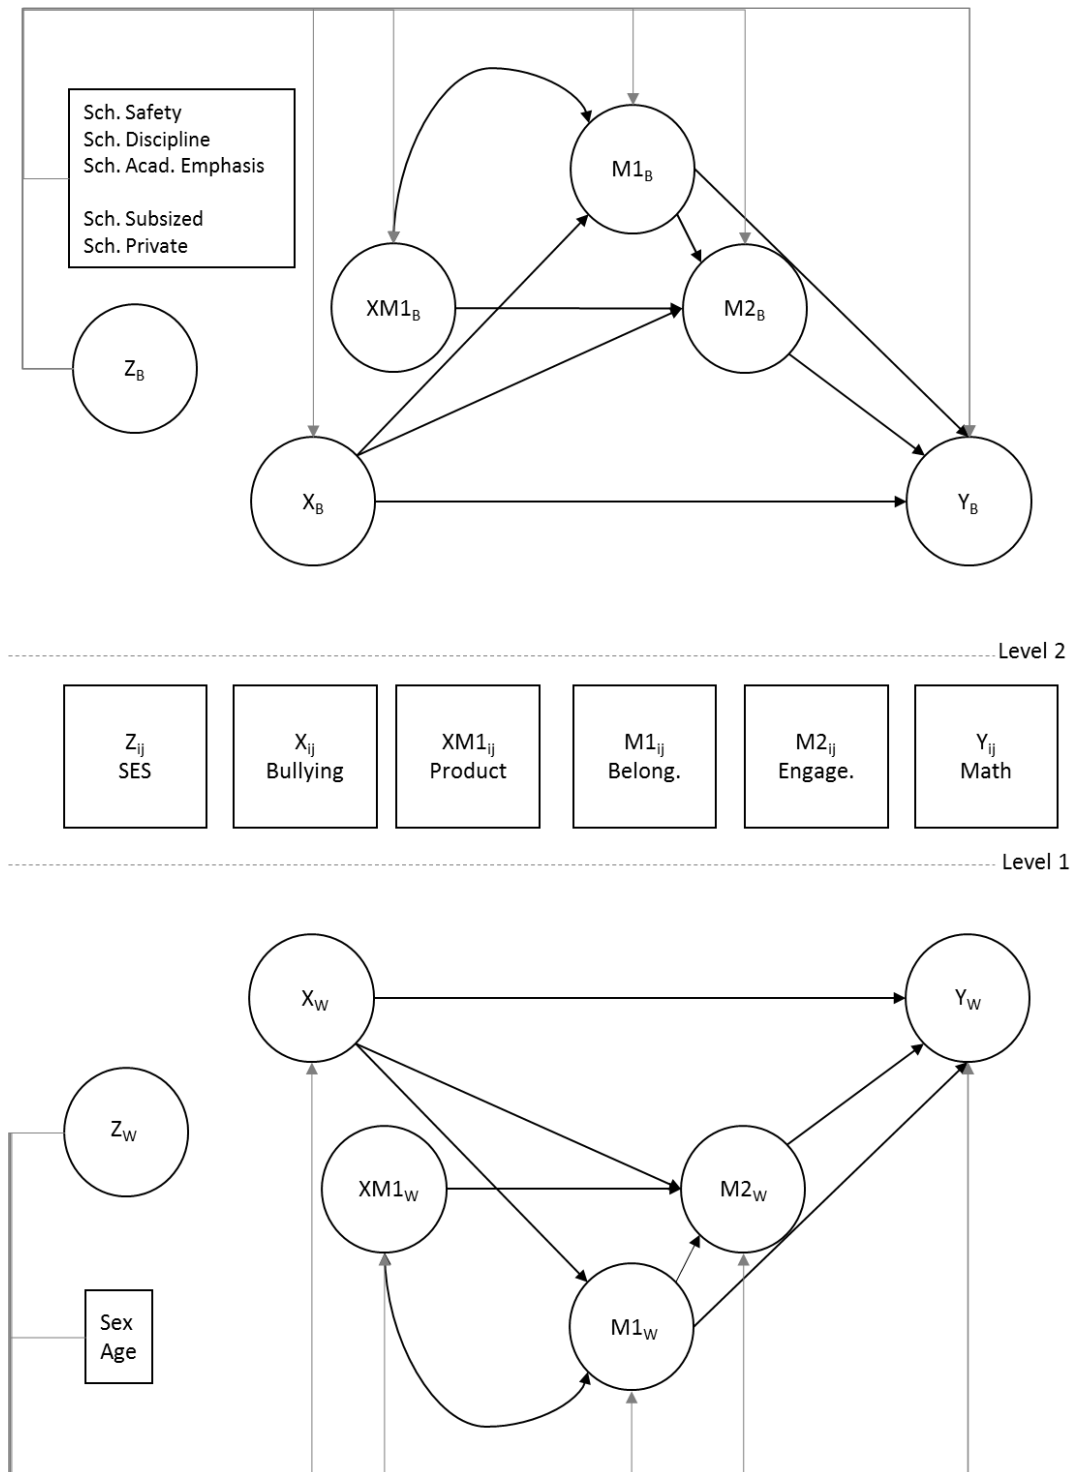 Sch. Safety
Sch. Discipline
Sch. Acad. Emphasis
Sch. Subsized
Sch. Private
M1B
XM1B
M2B
ZB
XB
YB
Level 2
Zij
SES
Xij
Bullying
XM1ij
Product
M1ij
Belong.
M2ij
Engage.
Yij
Math
Level 1
XW
YW
ZW
XM1W
M2W
M1W
Sex
Age